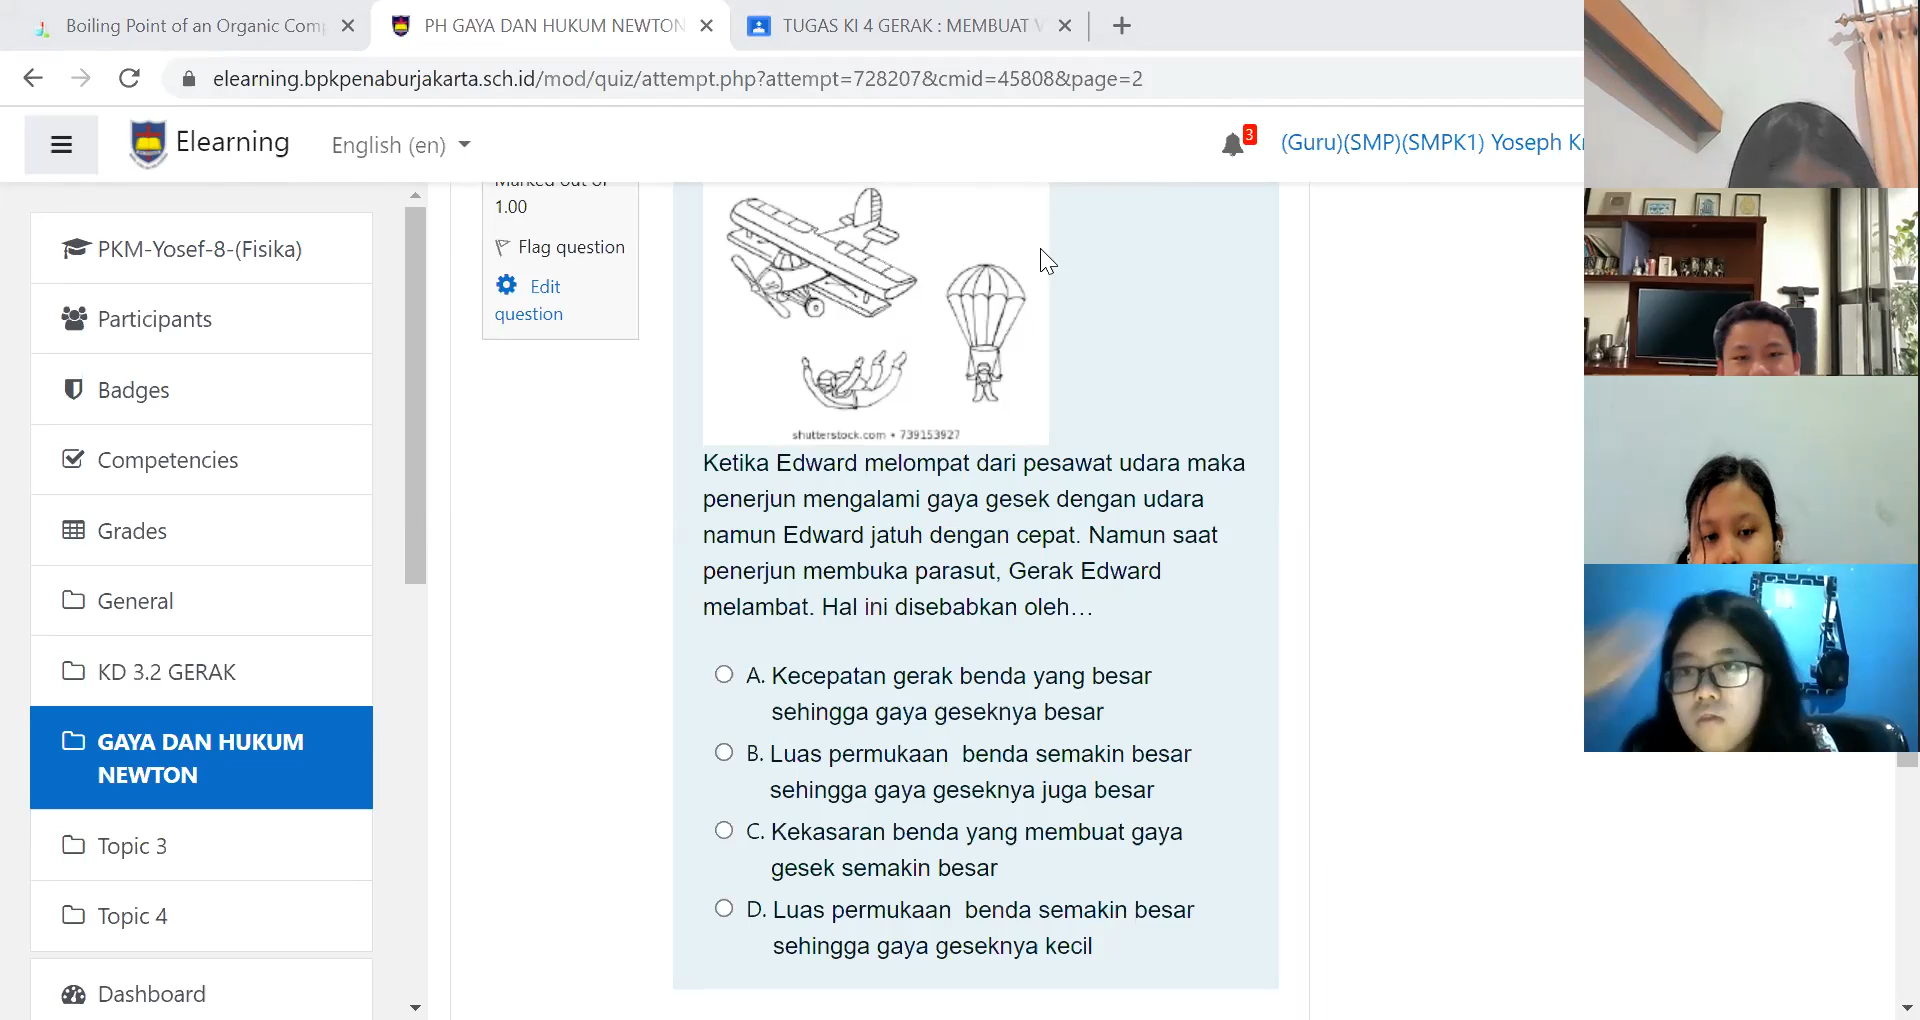 Boiling Point of an Organic Com
PH GAYA DAN HUKUM NEWTON
TUGAS KI 4 GERAK : MEMBUAT V
elearning.bpkpenaburjakarta.sch.id/mod/quiz/attempt.php?attempt=728207&cmid=45808&page=2
Elearning
English (en)
3
(Guru)(SMP)(SMPK1) Yoseph Kr
PKM-Yosef-8-(Fisika)
Participants
Badges
Competencies
Grades
General
KD 3.2 GERAK
GAYA DAN HUKUM
NEWTON
Topic 3
Topic 4
Dashboard
Marked out of
1.00
Flag question
Edit
question
shutterstock.com • 739153927
Ketika Edward melompat dari pesawat udara maka
penerjun mengalami gaya gesek dengan udara
namun Edward jatuh dengan cepat. Namun saat
penerjun membuka parasut, Gerak Edward
melambat. Hal ini disebabkan oleh…
A. Kecepatan gerak benda yang besar
sehingga gaya geseknya besar
B. Luas permukaan benda semakin besar
sehingga gaya geseknya juga besar
C. Kekasaran benda yang membuat gaya
gesek semakin besar
D. Luas permukaan benda semakin besar
sehingga gaya geseknya kecil